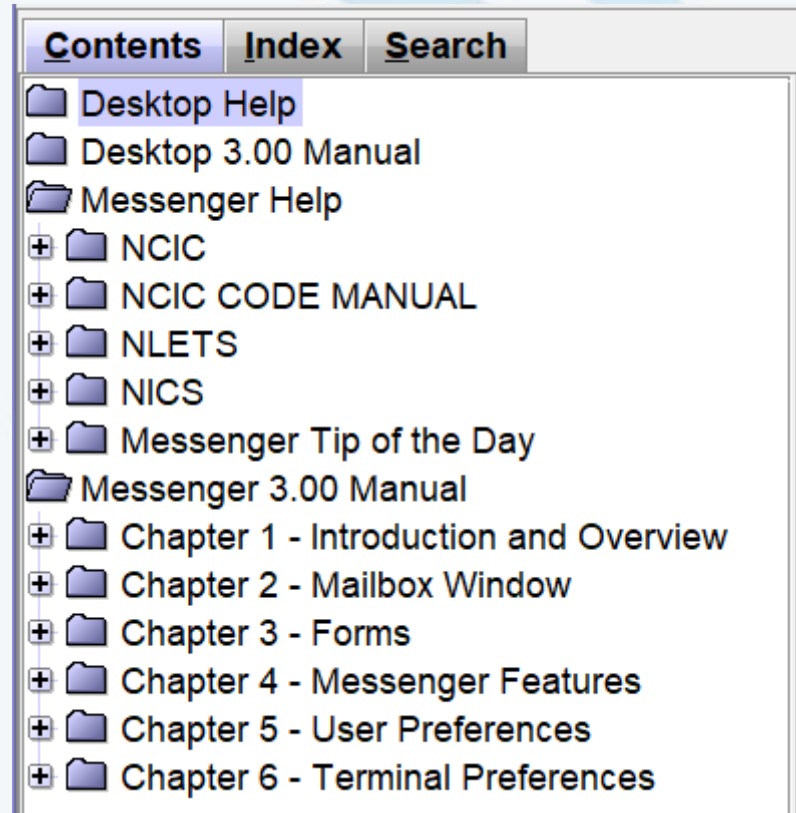 Contents Index Search
Desktop Help
Desktop 3.00 Manual
Messenger Help
NCIC
NCIC CODE MANUAL
NLETS
NICS
Messenger Tip of the Day
Messenger 3.00 Manual
Chapter 1 - Introduction and Overview
Chapter 2 - Mailbox Window
Chapter 3 - Forms
Chapter 4 - Messenger Features
Chapter 5 - User Preferences
Chapter 6 - Terminal Preferences